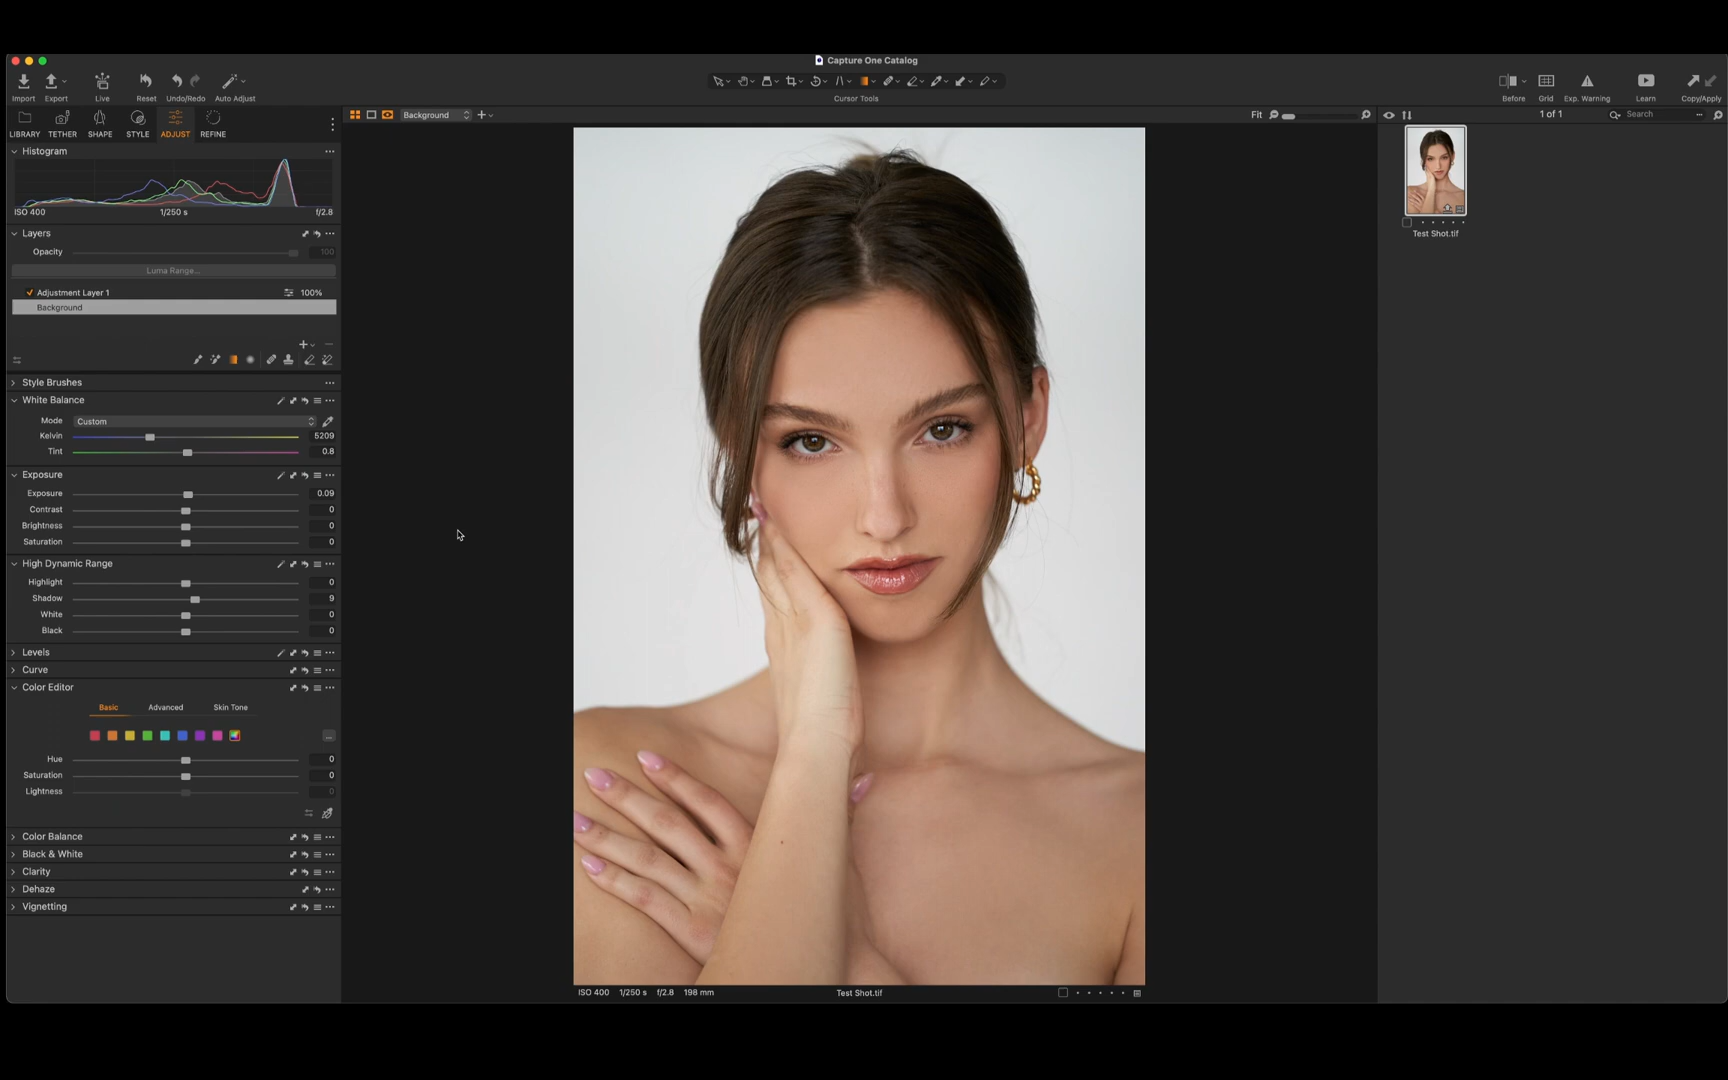 Capture One Catalog
Import Export Live Reset Undo/Redo Auto Adjust Cursor Tools Before Grid Exp. Warning Learn Copy/Apply
LIBRARY TETHER SHAPE STYLE ADJUST REFINE
Background
Fit
1 of 1
Search
Histogram
ISO 400 1/250 s f/2.8
Layers
Opacity 100
Luma Range...
Adjustment Layer 1 100%
Background
Style Brushes
White Balance
Mode Custom
Kelvin 5209
Tint 0.8
Exposure
Exposure 0.09
Contrast 0
Brightness 0
Saturation 0
High Dynamic Range
Highlight 0
Shadow 9
White 0
Black 0
Levels
Curve
Color Editor
Basic Advanced Skin Tone
Hue 0
Saturation 0
Lightness 0
Color Balance
Black & White
Clarity
Dehaze
Vignetting
ISO 400 1/250 s f/2.8 198 mm Test Shot.tif
Test Shot.tif